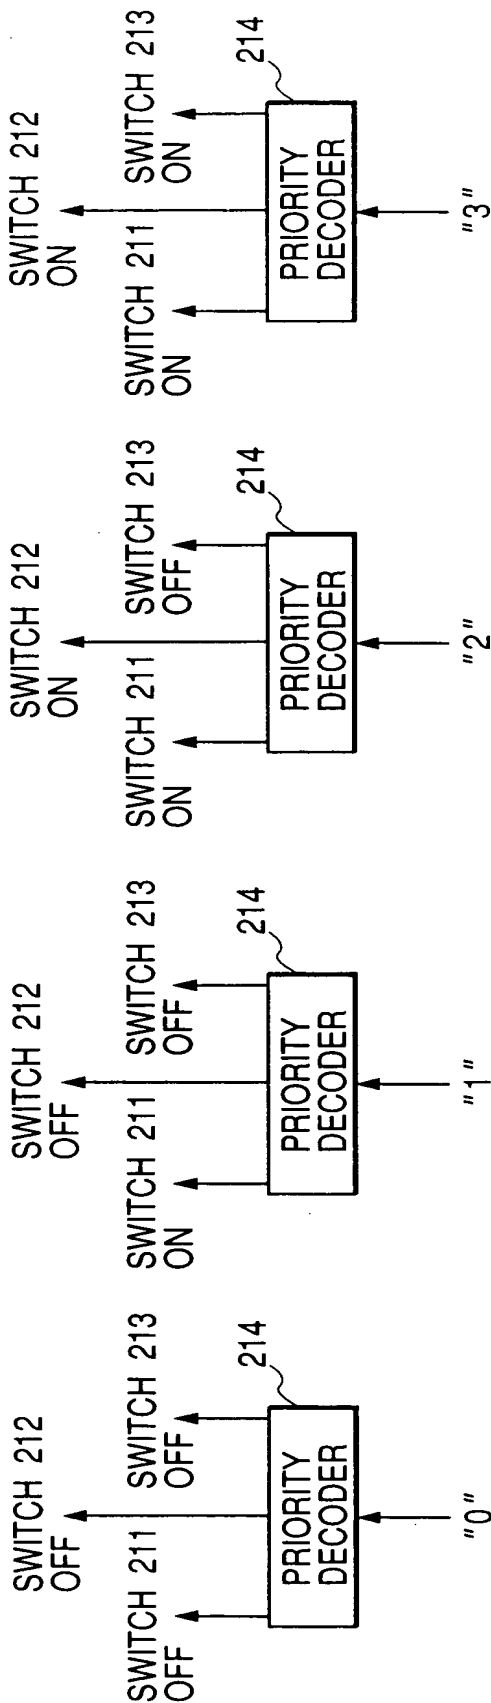 SWITCH 212
OFF
SWITCH 211
OFF
SWITCH 213
OFF
214
PRIORITY
DECODER
"0"
SWITCH 212
OFF
SWITCH 211
ON
SWITCH 213
OFF
214
PRIORITY
DECODER
"1"
SWITCH 212
ON
SWITCH 211
ON
SWITCH 213
OFF
214
PRIORITY
DECODER
"2"
SWITCH 212
ON
SWITCH 211
ON
SWITCH 213
ON
214
PRIORITY
DECODER
"3"